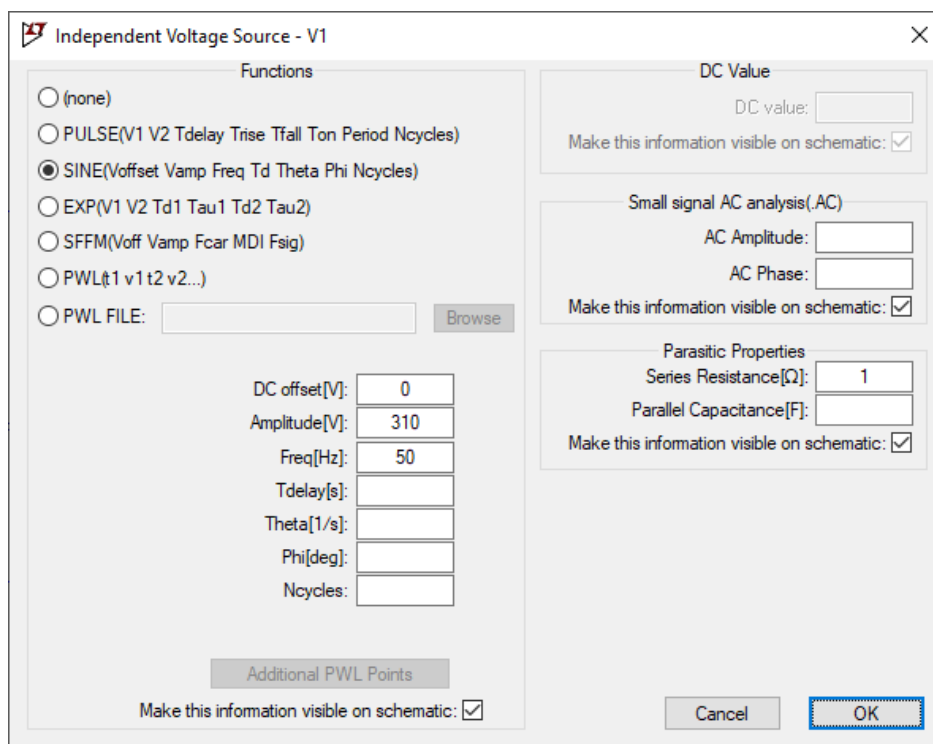 Independent Voltage Source - V1
Functions
(none)
PULSE(V1 V2 Tdelay Trise Tfall Ton Period Ncycles)
SINE(Voffset Vamp Freq Td Theta Phi Ncycles)
EXP(V1 V2 Td1 Tau1 Td2 Tau2)
SFFM(Voff Vamp Fcar MDI Fsig)
PWL(t1 v1 t2 v2...)
PWL FILE: Browse
DC offset[V]: 0
Amplitude[V]: 310
Freq[Hz]: 50
Tdelay[s]:
Theta[1/s]:
Phi[deg]:
Ncycles:
Additional PWL Points
Make this information visible on schematic:
DC Value
DC value:
Make this information visible on schematic:
Small signal AC analysis(.AC)
AC Amplitude:
AC Phase:
Make this information visible on schematic:
Parasitic Properties
Series Resistance[Ω]: 1
Parallel Capacitance[F]:
Make this information visible on schematic:
Cancel OK